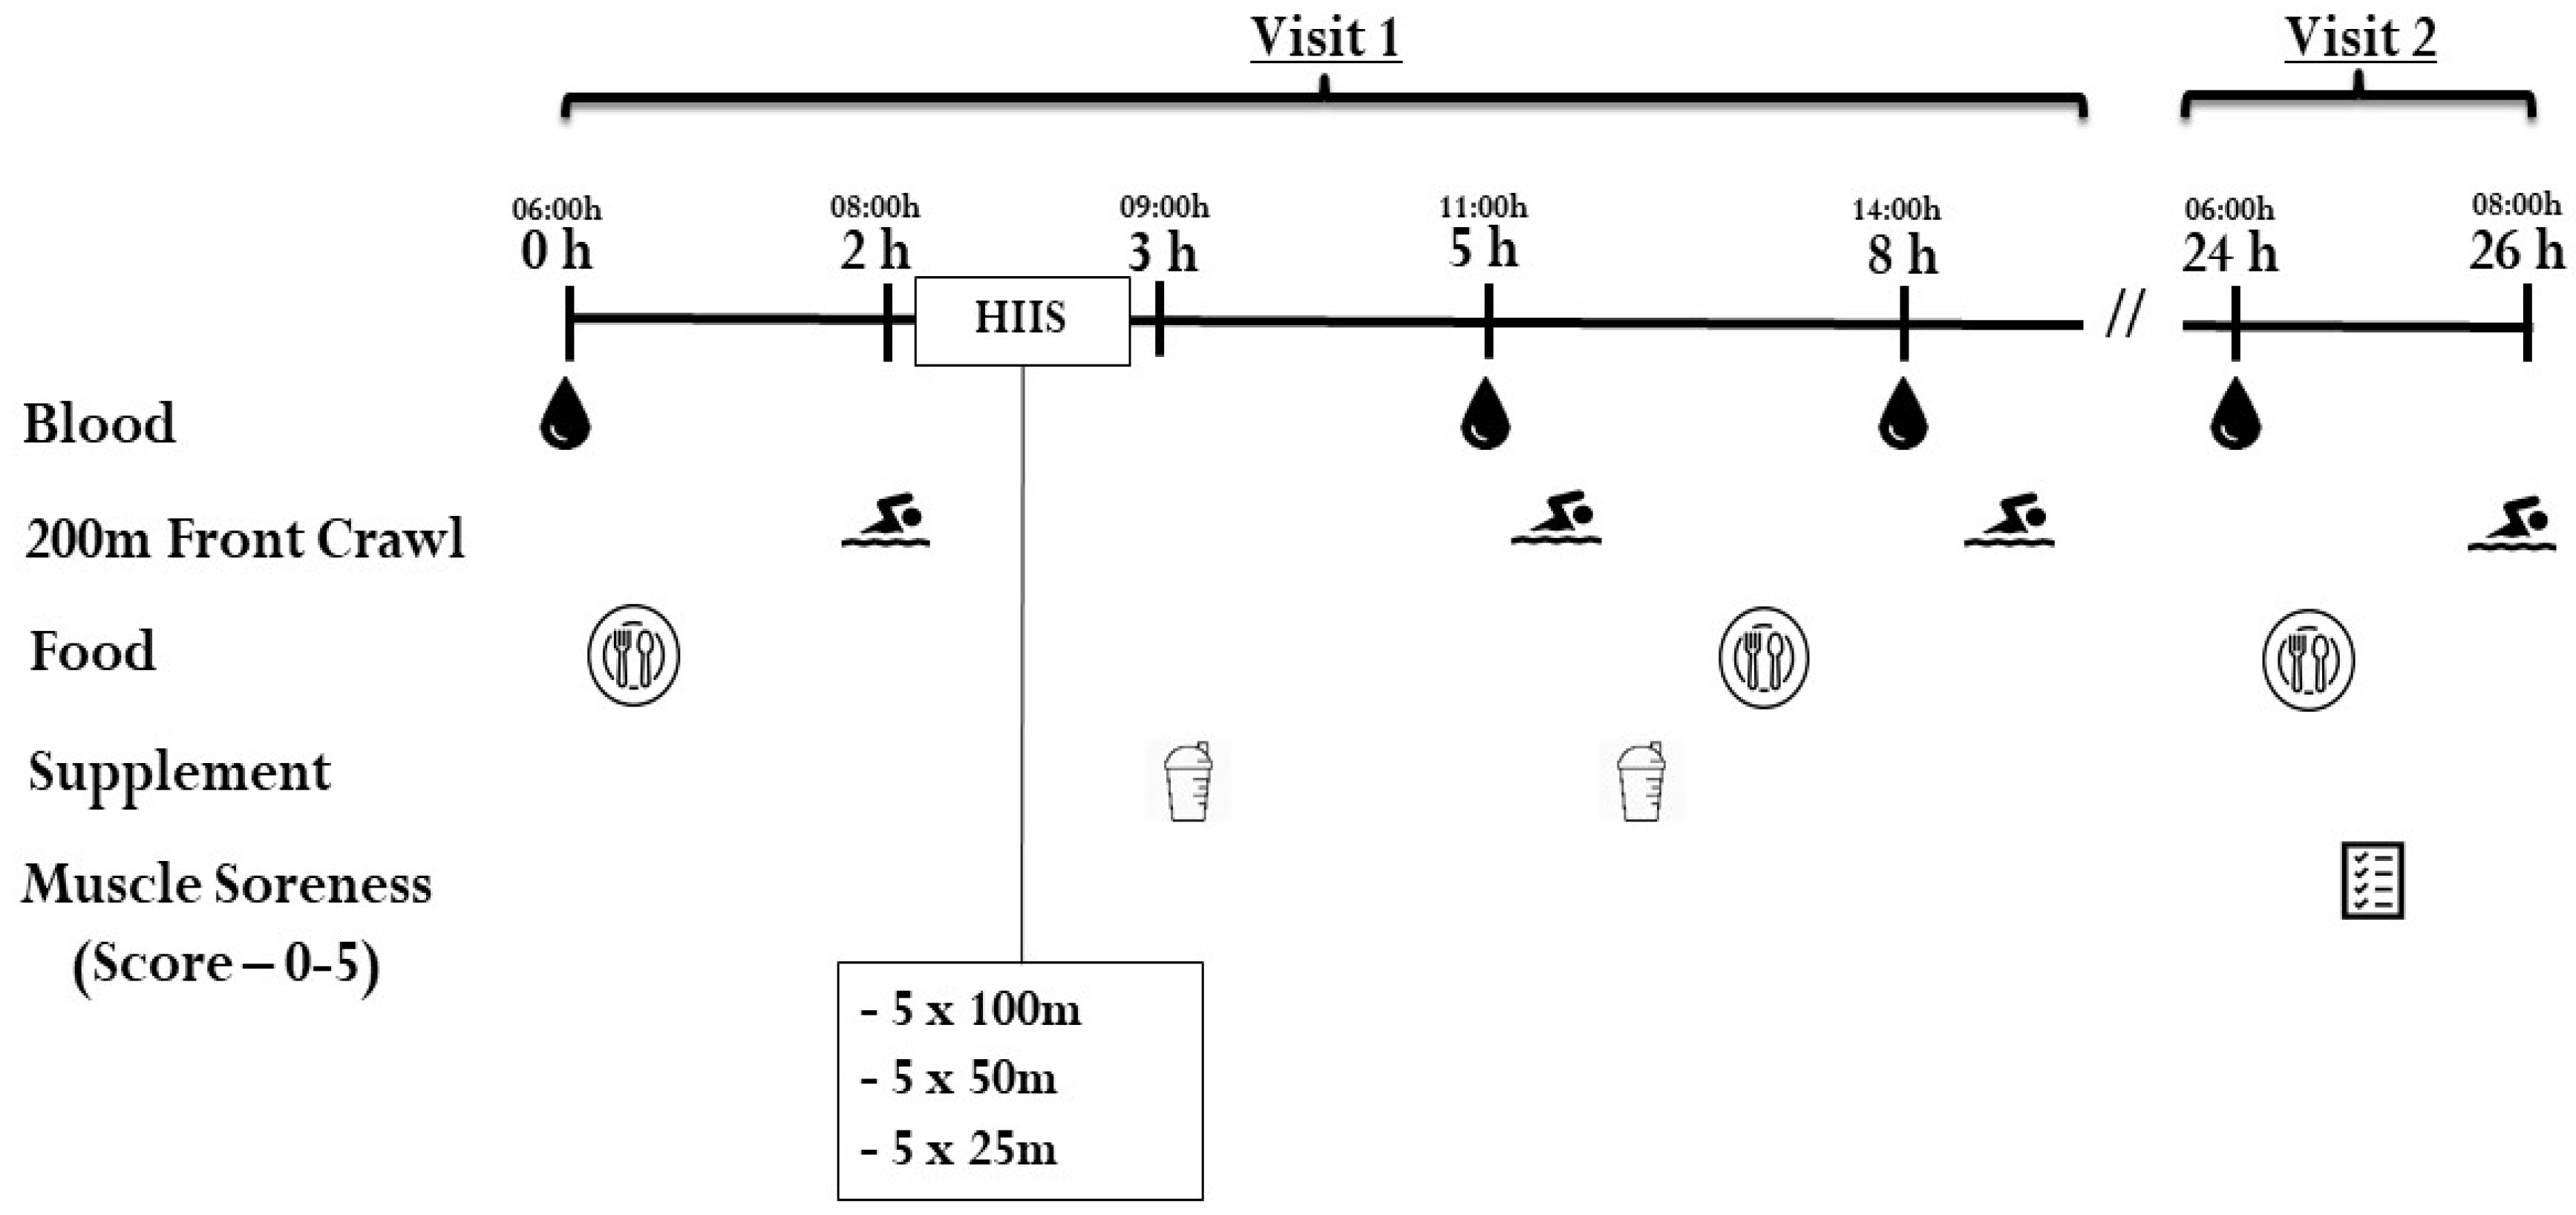 Visit 1
Visit 2
06:00h
08:00h
09:00h
11:00h
14:00h
06:00h
08:00h
0 h
2 h
3 h
5 h
8 h
24 h
26 h
HIIS
//
Blood
200m Front Crawl
Food
Supplement
Muscle Soreness
(Score – 0-5)
- 5 x 100m
- 5 x 50m
- 5 x 25m